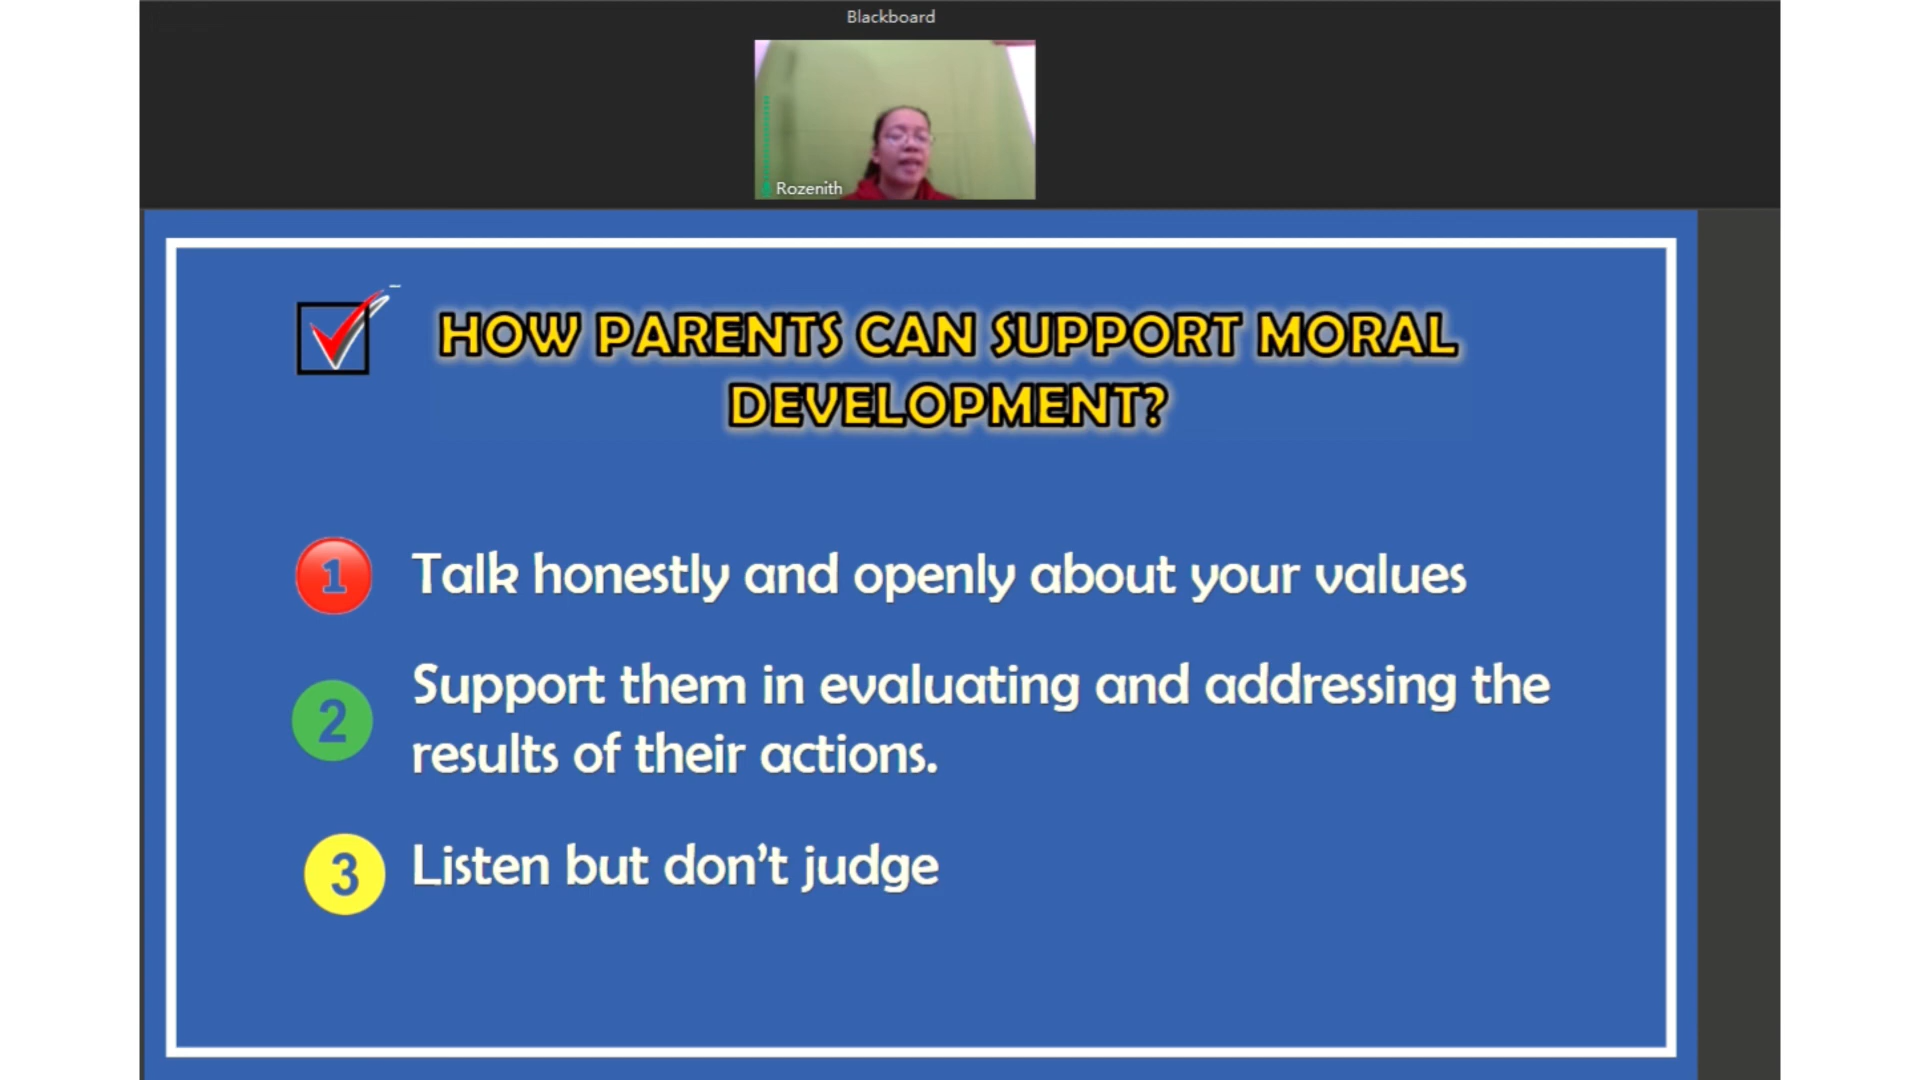 Blackboard
Rozenith
HOW PARENTS CAN SUPPORT MORAL
DEVELOPMENT?
1 Talk honestly and openly about your values
2 Support them in evaluating and addressing the
results of their actions.
3 Listen but don't judge